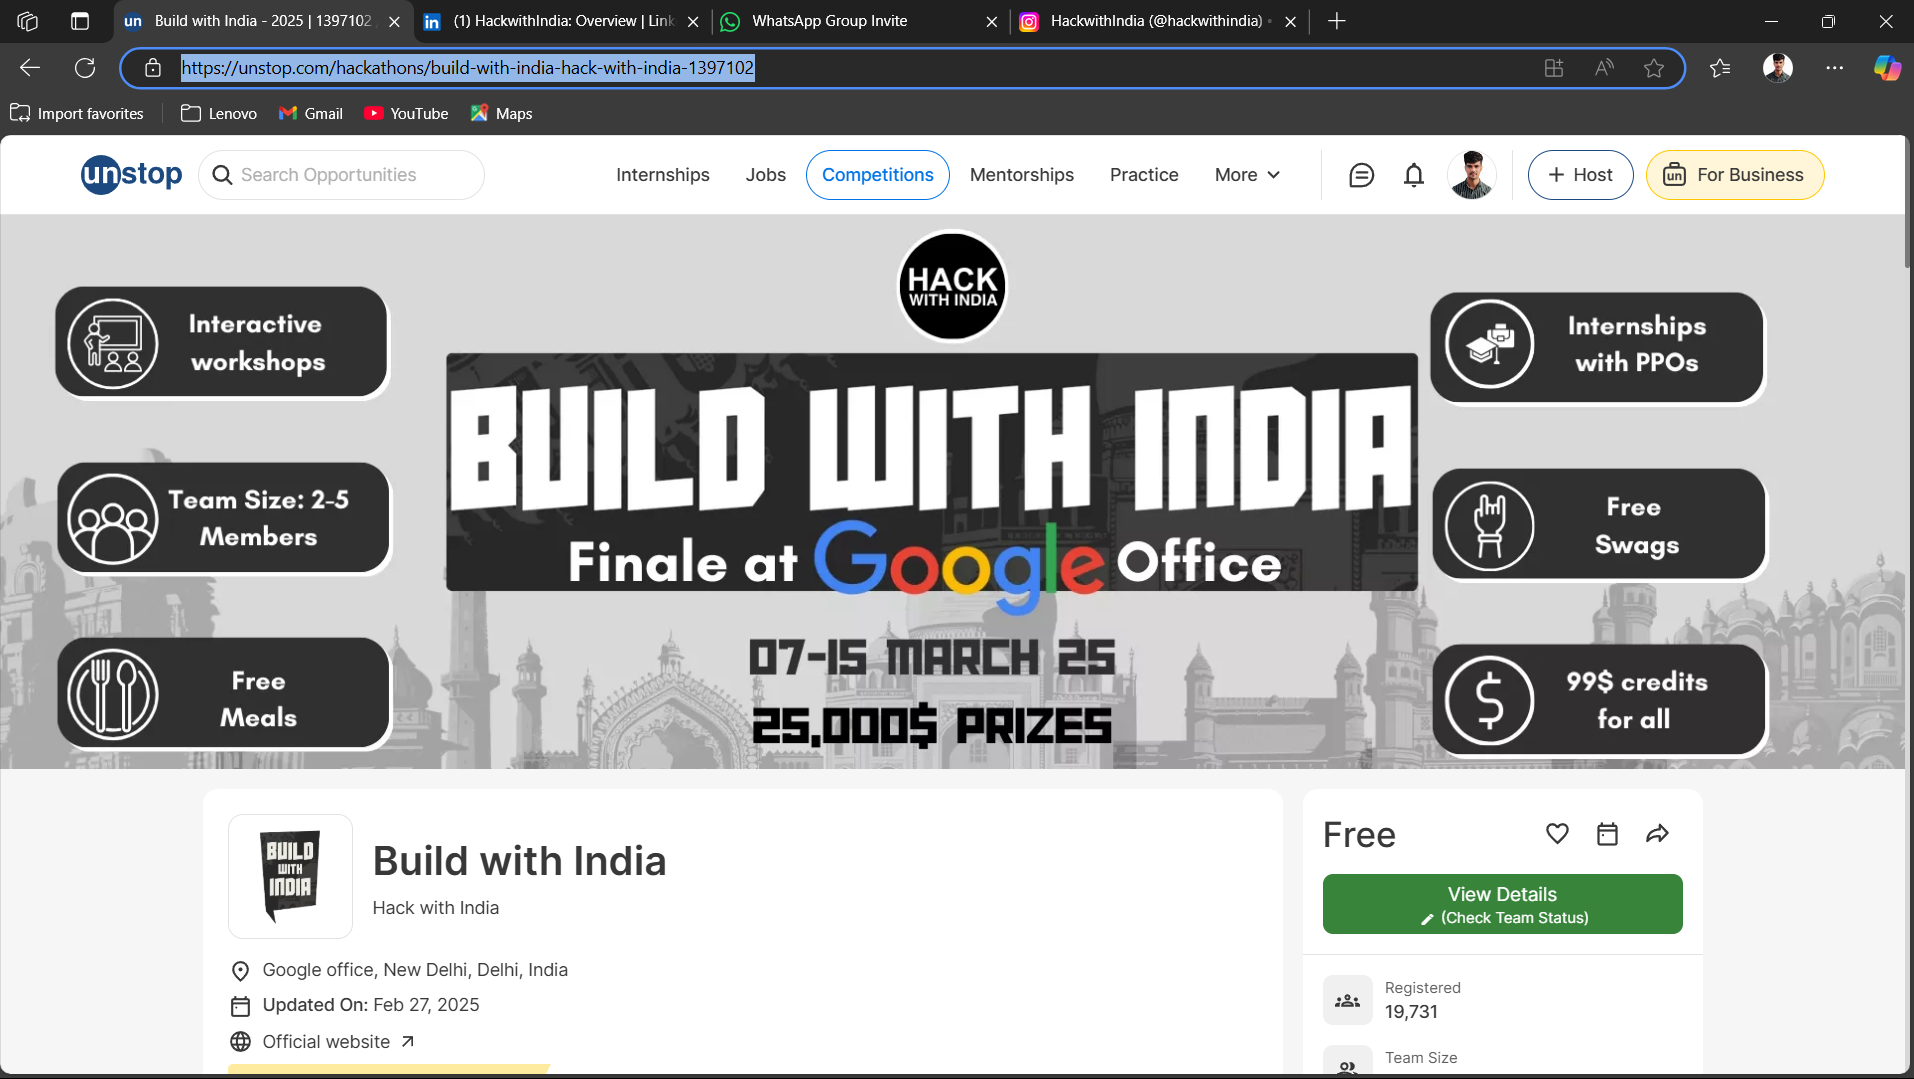 Build with India - 2025 | 1397102
(1) HackwithIndia: Overview | Link
WhatsApp Group Invite
HackwithIndia (@hackwithindia) •
https://unstop.com/hackathons/build-with-india-hack-with-india-1397102
Import favorites
Lenovo
Gmail
YouTube
Maps
unstop
Search Opportunities
Internships
Jobs
Competitions
Mentorships
Practice
More
+ Host
un
For Business
HACK
WITH INDIA
Interactive
workshops
Team Size: 2-5
Members
Free
Meals
BUILD WITH INDIA
Finale at Google Office
07-15 MARCH 25
25,000$ PRIZES
Internships
with PPOs
Free
Swags
99$ credits
for all
BUILD
WITH
INDIA
Build with India
Hack with India
Google office, New Delhi, Delhi, India
Updated On: Feb 27, 2025
Official website
Free
View Details
(Check Team Status)
Registered
19,731
Team Size